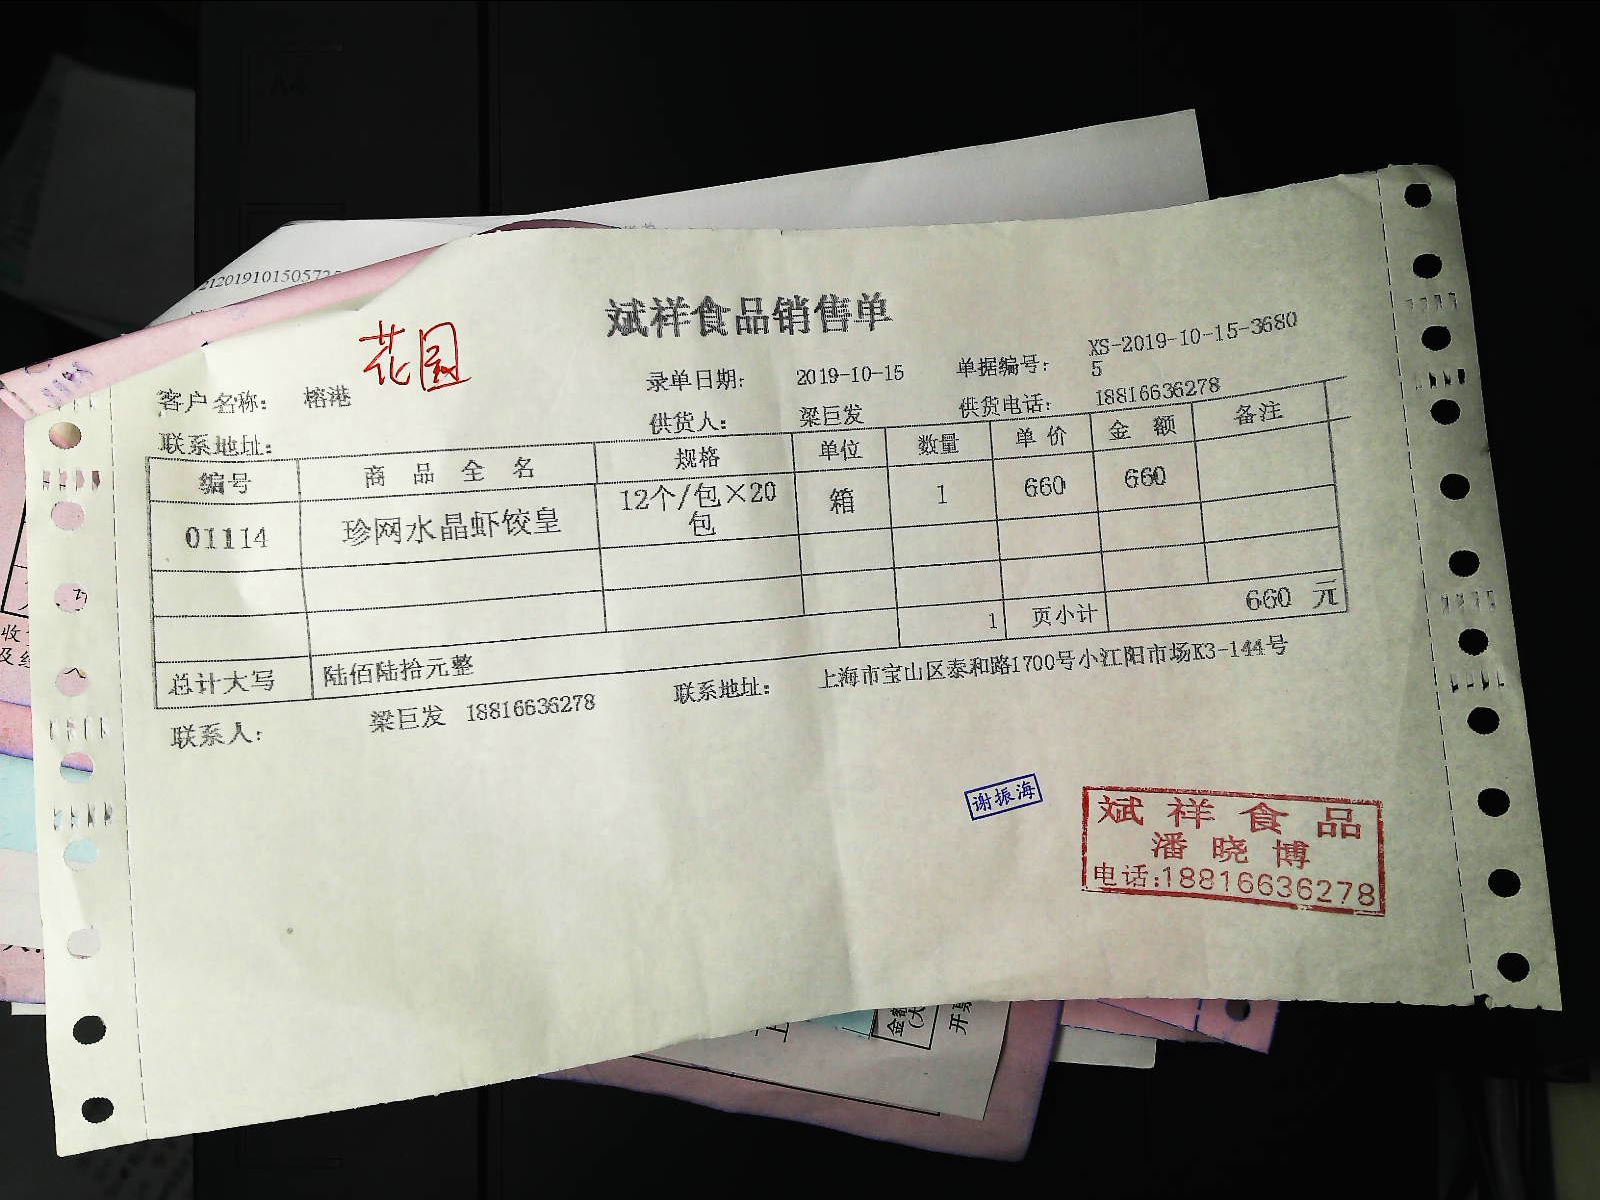 2120191015057
斌祥食品销售单
花园
客户名称： 榕港 录单日期： 2019-10-15 单据编号： XS-2019-10-15-3680
5
联系地址： 供货人： 梁巨发 供货电话： 18816636278
编号 商品全名 规格 单位 数量 单价 金额 备注
01114 珍网水晶虾饺皇 12个/包×20 箱 1 660 660
包
1 页小计 660 元
总计大写 陆佰陆拾元整
联系人： 梁巨发 18816636278 联系地址： 上海市宝山区泰和路1700号小江阳市场K3-144号
谢振海
斌祥食品
潘晓博
电话:18816636278